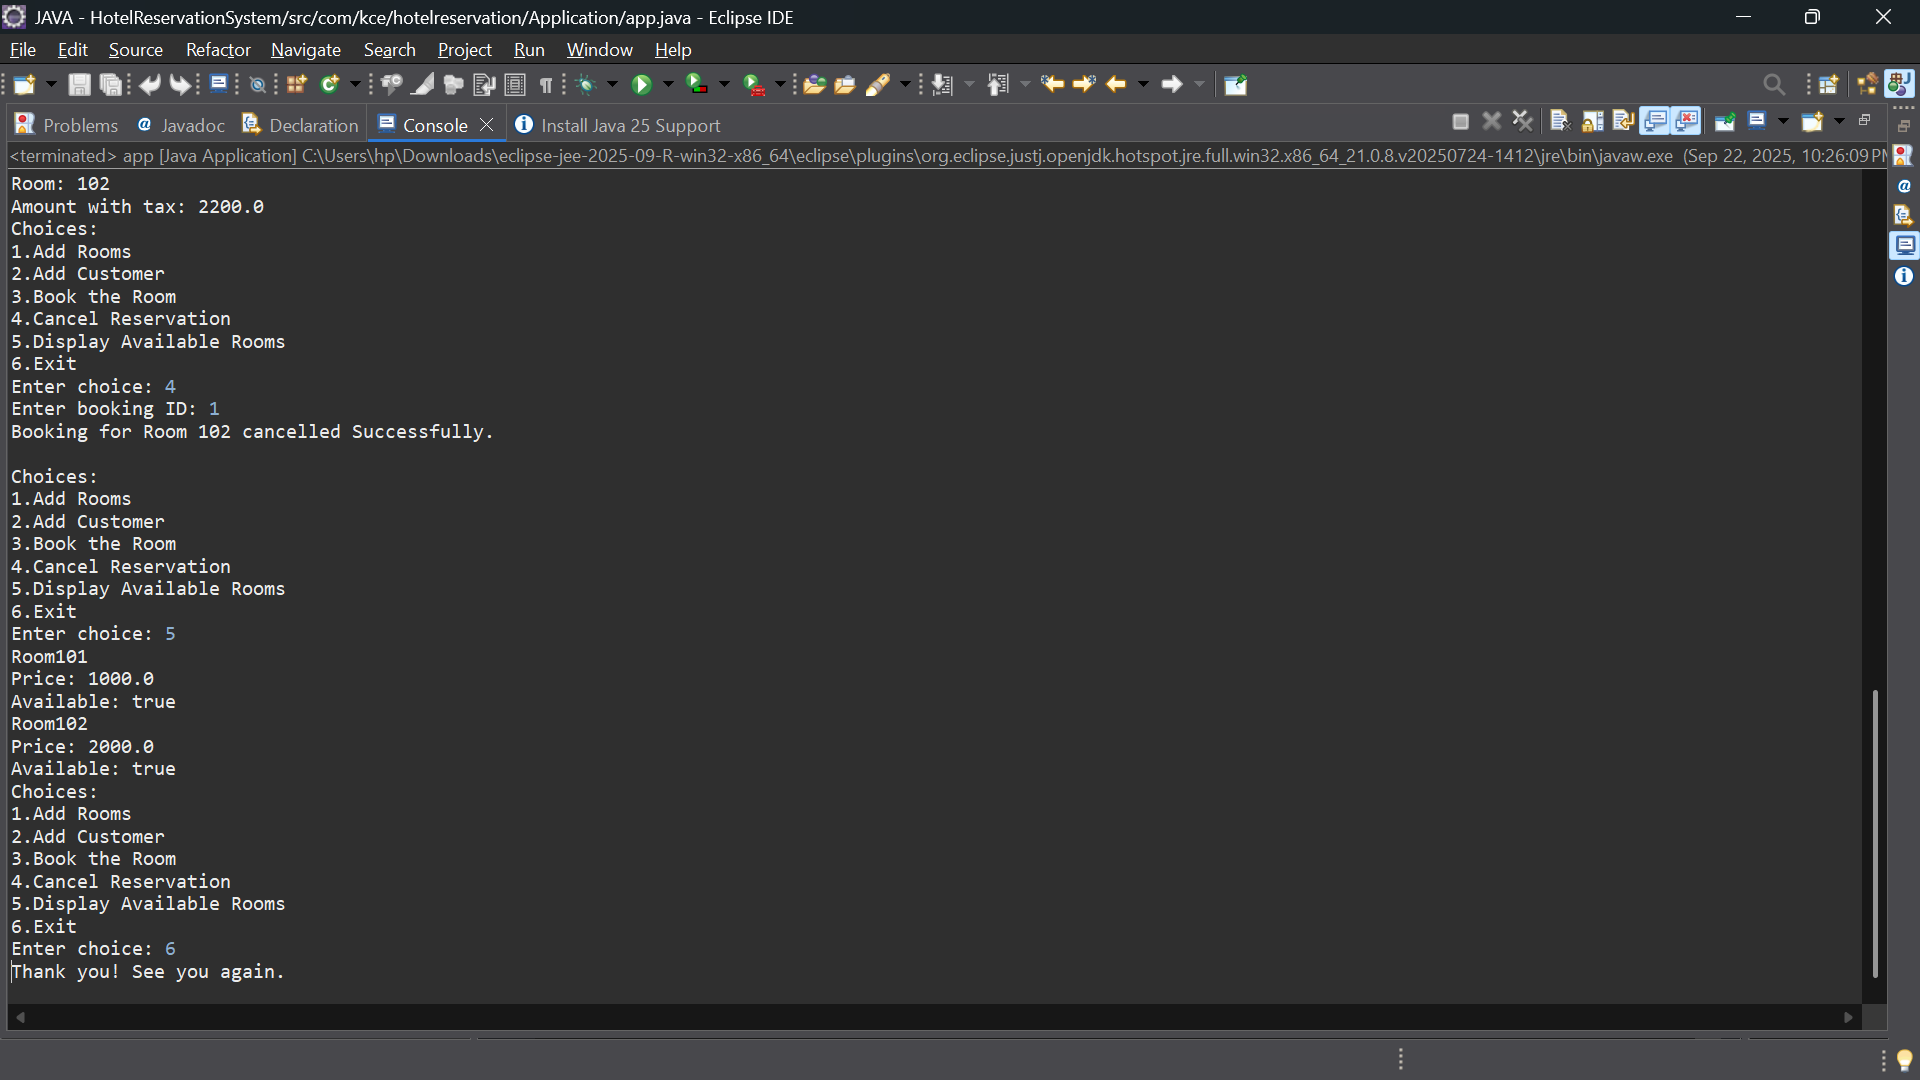 JAVA - HotelReservationSystem/src/com/kce/hotelreservation/Application/app.java - Eclipse IDE
File Edit Source Refactor Navigate Search Project Run Window Help
Problems Javadoc Declaration Console Install Java 25 Support
<terminated> app [Java Application] C:\Users\hp\Downloads\eclipse-jee-2025-09-R-win32-x86_64\eclipse\plugins\org.eclipse.justj.openjdk.hotspot.jre.full.win32.x86_64_21.0.8.v20250724-1412\jre\bin\javaw.exe (Sep 22, 2025, 10:26:09 PM
Room: 102
Amount with tax: 2200.0
Choices:
1.Add Rooms
2.Add Customer
3.Book the Room
4.Cancel Reservation
5.Display Available Rooms
6.Exit
Enter choice: 4
Enter booking ID: 1
Booking for Room 102 cancelled Successfully.
Choices:
1.Add Rooms
2.Add Customer
3.Book the Room
4.Cancel Reservation
5.Display Available Rooms
6.Exit
Enter choice: 5
Room101
Price: 1000.0
Available: true
Room102
Price: 2000.0
Available: true
Choices:
1.Add Rooms
2.Add Customer
3.Book the Room
4.Cancel Reservation
5.Display Available Rooms
6.Exit
Enter choice: 6
Thank you! See you again.